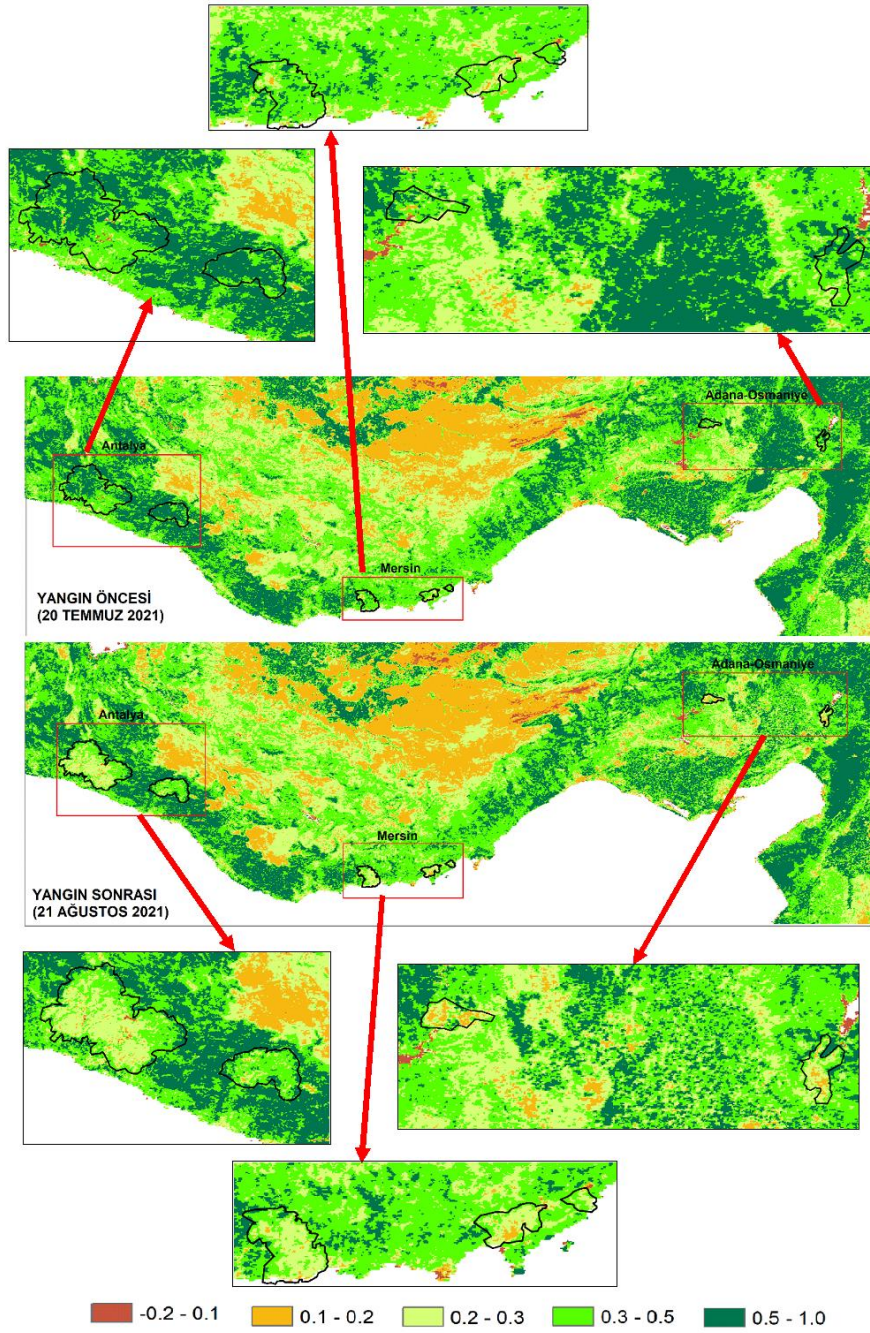 Adana-Osmaniye
Antalya
Mersin
YANGIN ÖNCESİ
(20 TEMMUZ 2021)
Adana-Osmaniye
Antalya
Mersin
YANGIN SONRASI
(21 AĞUSTOS 2021)
-0.2 - 0.1 0.1 - 0.2 0.2 - 0.3 0.3 - 0.5 0.5 - 1.0